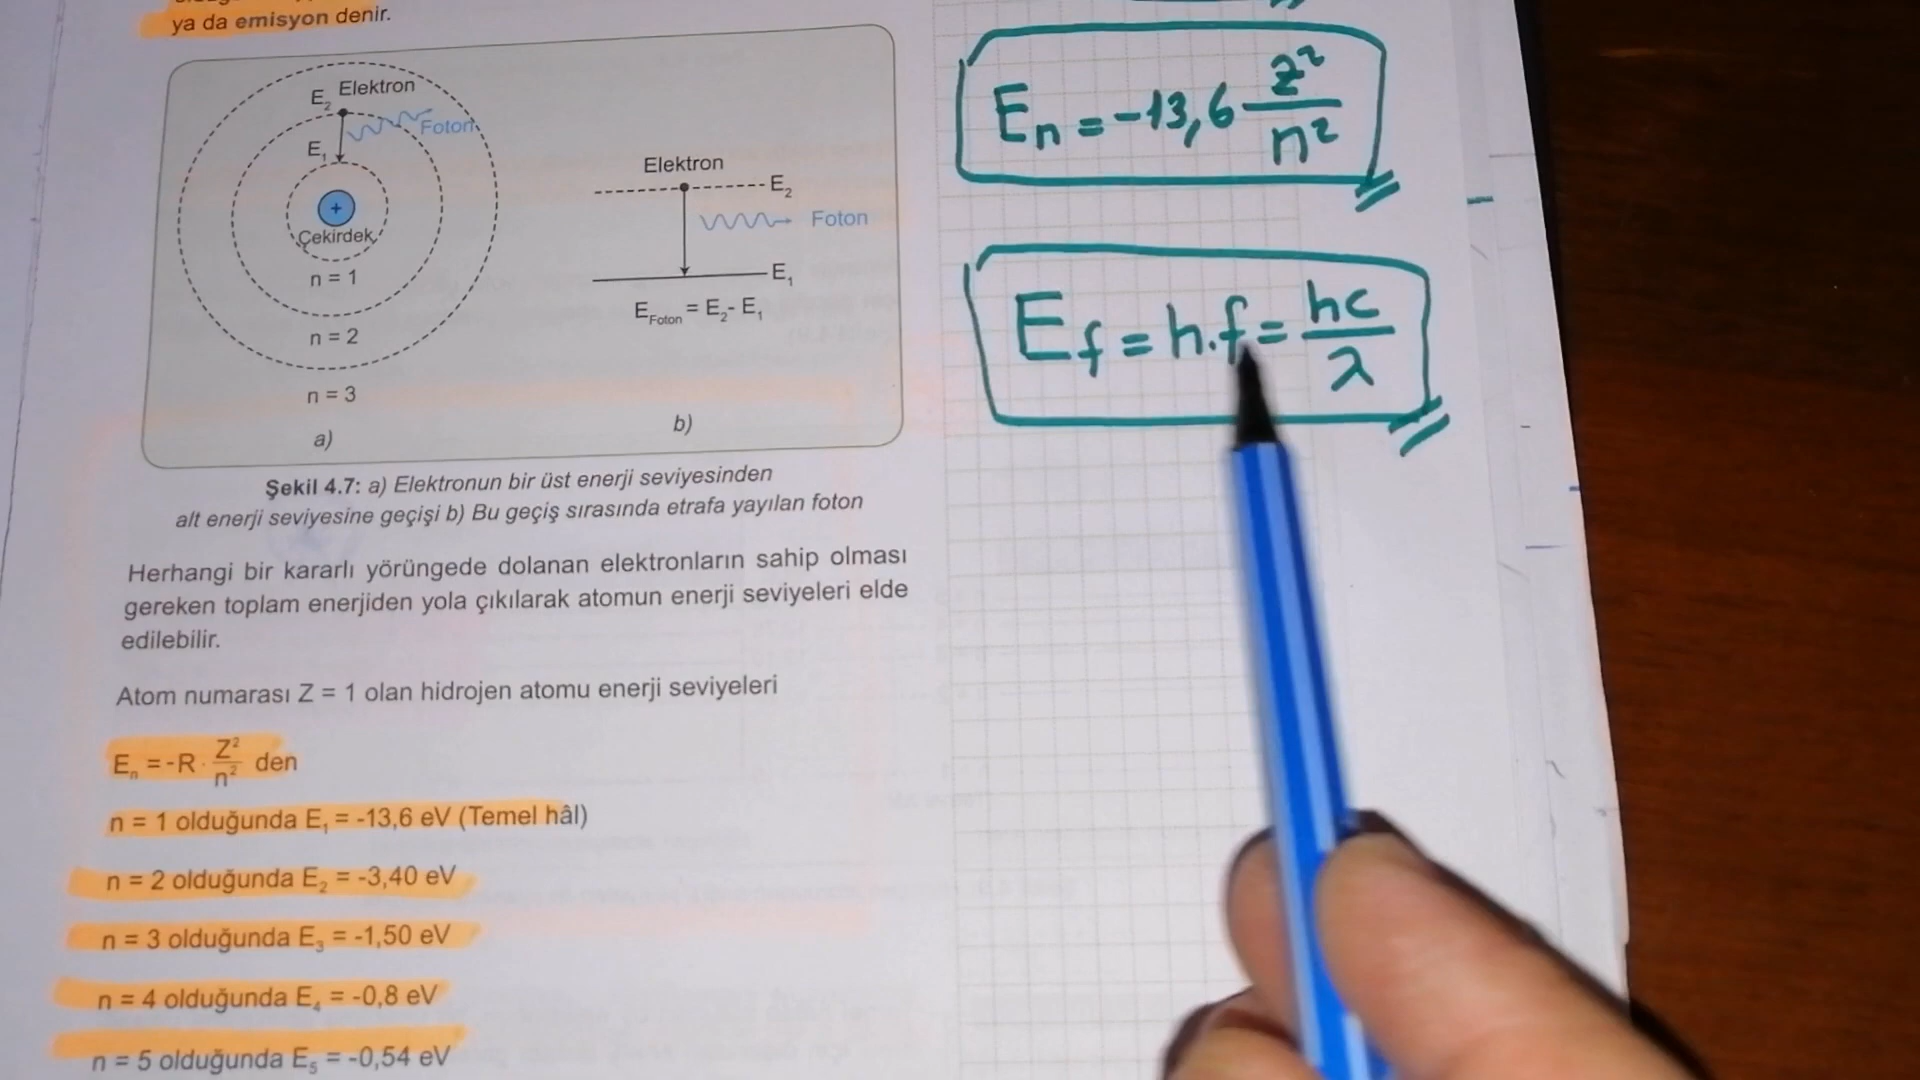 ya da emisyon denir.
E₂ Elektron
Foton
E₁
+
Çekirdek
n = 1
n = 2
n = 3
a)
Elektron
E₂
Foton
E₁
E_Foton = E₂- E₁
b)
Şekil 4.7: a) Elektronun bir üst enerji seviyesinden
alt enerji seviyesine geçişi b) Bu geçiş sırasında etrafa yayılan foton
Herhangi bir kararlı yörüngede dolanan elektronların sahip olması
gereken toplam enerjiden yola çıkılarak atomun enerji seviyeleri elde
edilebilir.
Atom numarası Z = 1 olan hidrojen atomu enerji seviyeleri
Eₙ = -R · Z²/n² den
n = 1 olduğunda E₁ = -13,6 eV (Temel hâl)
n = 2 olduğunda E₂ = -3,40 eV
n = 3 olduğunda E₃ = -1,50 eV
n = 4 olduğunda E₄ = -0,8 eV
n = 5 olduğunda E₅ = -0,54 eV
Eₙ = -13,6 z²/n²
E_f = h.f = hc/λ